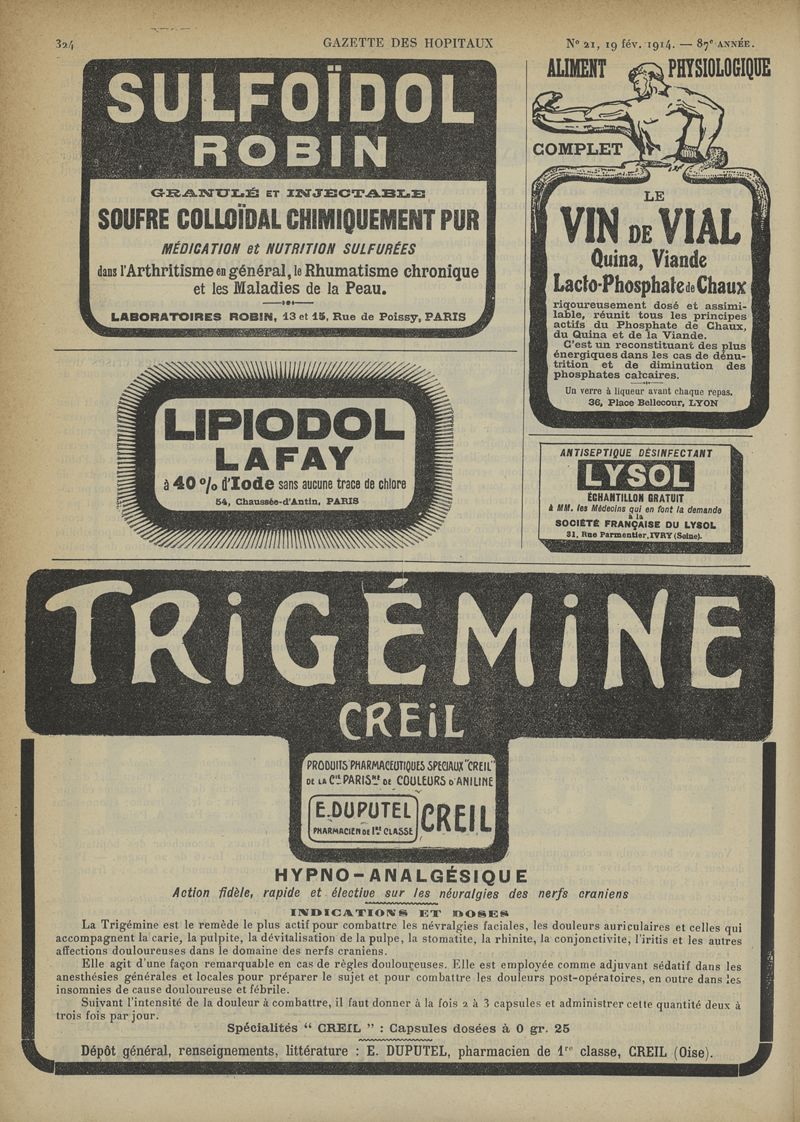 324
GAZETTE DES HOPITAUX
N° 21, 19 fév. 1914. — 87e ANNÉE.
SULFOÏDOL
ROBIN
GRANULÉ ET INJECTABLE
SOUFRE COLLOÏDAL CHIMIQUEMENT PUR
MÉDICATION et NUTRITION SULFURÉES
dans l'Arthritisme en général, le Rhumatisme chronique
et les Maladies de la Peau.
LABORATOIRES ROBIN, 13 et 15, Rue de Poissy, PARIS
ALIMENT PHYSIOLOGIQUE
COMPLET
LE
VIN DE VIAL
Quina, Viande
Lacto-Phosphate de Chaux
rigoureusement dosé et assimi-
lable, réunit tous les principes
actifs du Phosphate de Chaux,
du Quina et de la Viande.
C'est un reconstituant des plus
énergiques dans les cas de dénu-
trition et de diminution des
phosphates calcaires.
Un verre à liqueur avant chaque repas.
36, Place Bellecour, LYON
LIPIODOL
LAFAY
à 40 % d'Iode sans aucune trace de chlore
54, Chaussée-d'Antin, PARIS
ANTISEPTIQUE DÉSINFECTANT
LYSOL
ÉCHANTILLON GRATUIT
à MM. les Médecins qui en font la demande
à la
SOCIÉTÉ FRANÇAISE DU LYSOL
31, Rue Parmentier, IVRY (Seine).
TRIGÉMINE
CREIL
PRODUITS PHARMACEUTIQUES SPECIAUX "CREIL"
DE LA Cie PARISne DE COULEURS D'ANILINE
E. DUPUTEL
PHARMACIEN DE 1re CLASSE
CREIL
HYPNO-ANALGÉSIQUE
Action fidèle, rapide et élective sur les névralgies des nerfs craniens
INDICATIONS ET DOSES
La Trigémine est le remède le plus actif pour combattre les névralgies faciales, les douleurs auriculaires et celles qui
accompagnent la carie, la pulpite, la dévitalisation de la pulpe, la stomatite, la rhinite, la conjonctivite, l'iritis et les autres
affections douloureuses dans le domaine des nerfs craniens.
Elle agit d'une façon remarquable en cas de règles douloureuses. Elle est employée comme adjuvant sédatif dans les
anesthésies générales et locales pour préparer le sujet et pour combattre les douleurs post-opératoires, en outre dans les
insomnies de cause douloureuse et fébrile.
Suivant l'intensité de la douleur à combattre, il faut donner à la fois 2 à 3 capsules et administrer cette quantité deux à
trois fois par jour.
Spécialités “ CREIL ” : Capsules dosées à 0 gr. 25
Dépôt général, renseignements, littérature : E. DUPUTEL, pharmacien de 1re classe, CREIL (Oise).